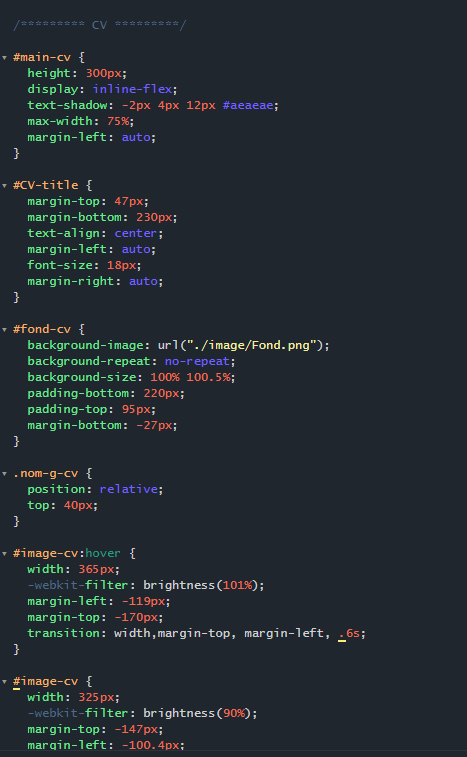 /********* CV *********/
#main-cv {
height: 300px;
display: inline-flex;
text-shadow: -2px 4px 12px #aeaeae;
max-width: 75%;
margin-left: auto;
}
#CV-title {
margin-top: 47px;
margin-bottom: 230px;
text-align: center;
margin-left: auto;
font-size: 18px;
margin-right: auto;
}
#fond-cv {
background-image: url("./image/Fond.png");
background-repeat: no-repeat;
background-size: 100% 100.5%;
padding-bottom: 220px;
padding-top: 95px;
margin-bottom: -27px;
}
.nom-g-cv {
position: relative;
top: 40px;
}
#image-cv:hover {
width: 365px;
-webkit-filter: brightness(101%);
margin-left: -119px;
margin-top: -170px;
transition: width,margin-top, margin-left, .6s;
}
#image-cv {
width: 325px;
-webkit-filter: brightness(90%);
margin-top: -147px;
margin-left: -100.4px;